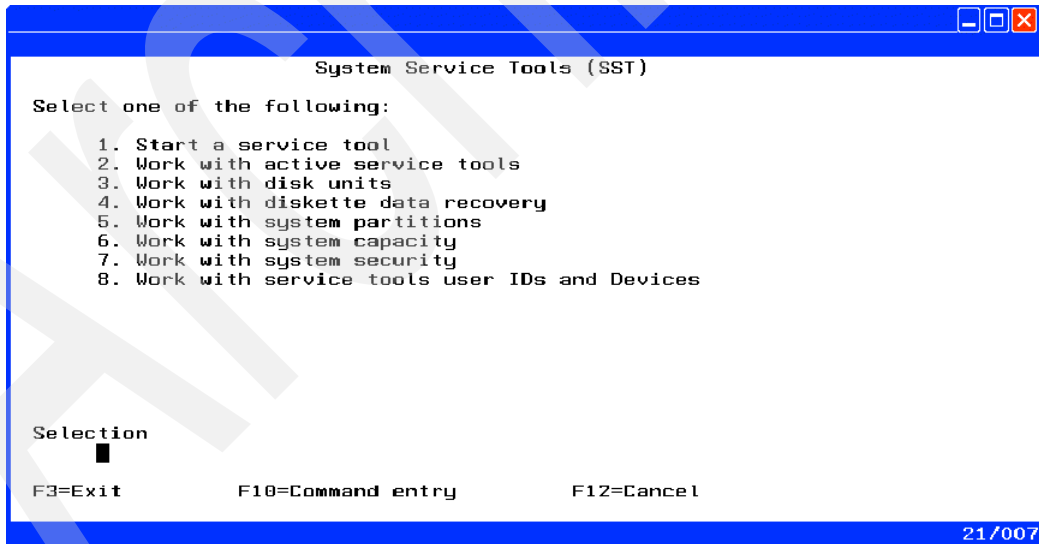 System Service Tools (SST)
Select one of the following:
1. Start a service tool
2. Work with active service tools
3. Work with disk units
4. Work with diskette data recovery
5. Work with system partitions
6. Work with system capacity
7. Work with system security
8. Work with service tools user IDs and Devices
Selection
F3=Exit F10=Command entry F12=Cancel
21/007